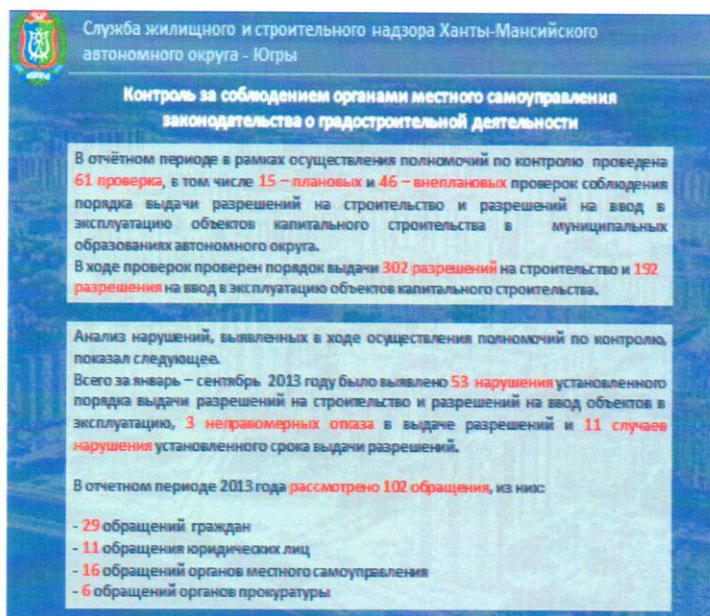 Служба жилищного и строительного надзора Ханты-Мансийского
автономного округа - Югры
Контроль за соблюдением органами местного самоуправления
законодательства о градостроительной деятельности
В отчётном периоде в рамках осуществления полномочий по контролю проведена
61 проверка, в том числе 15 – плановых и 46 – внеплановых проверок соблюдения
порядка выдачи разрешений на строительство и разрешений на ввод в
эксплуатацию объектов капитального строительства в муниципальных
образованиях автономного округа.
В ходе проверок проверен порядок выдачи 302 разрешений на строительство и 192
разрешения на ввод в эксплуатацию объектов капитального строительства.
Анализ нарушений, выявленных в ходе осуществления полномочий по контролю,
показал следующее.
Всего за январь – сентябрь 2013 году было выявлено 53 нарушения установленного
порядка выдачи разрешений на строительство и разрешений на ввод объектов в
эксплуатацию, 3 неправомерных отказа в выдаче разрешений и 11 случаев
нарушения установленного срока выдачи разрешений.
В отчетном периоде 2013 года рассмотрено 102 обращения, из них:
- 29 обращений граждан
- 11 обращения юридических лиц
- 16 обращений органов местного самоуправления
- 6 обращений органов прокуратуры